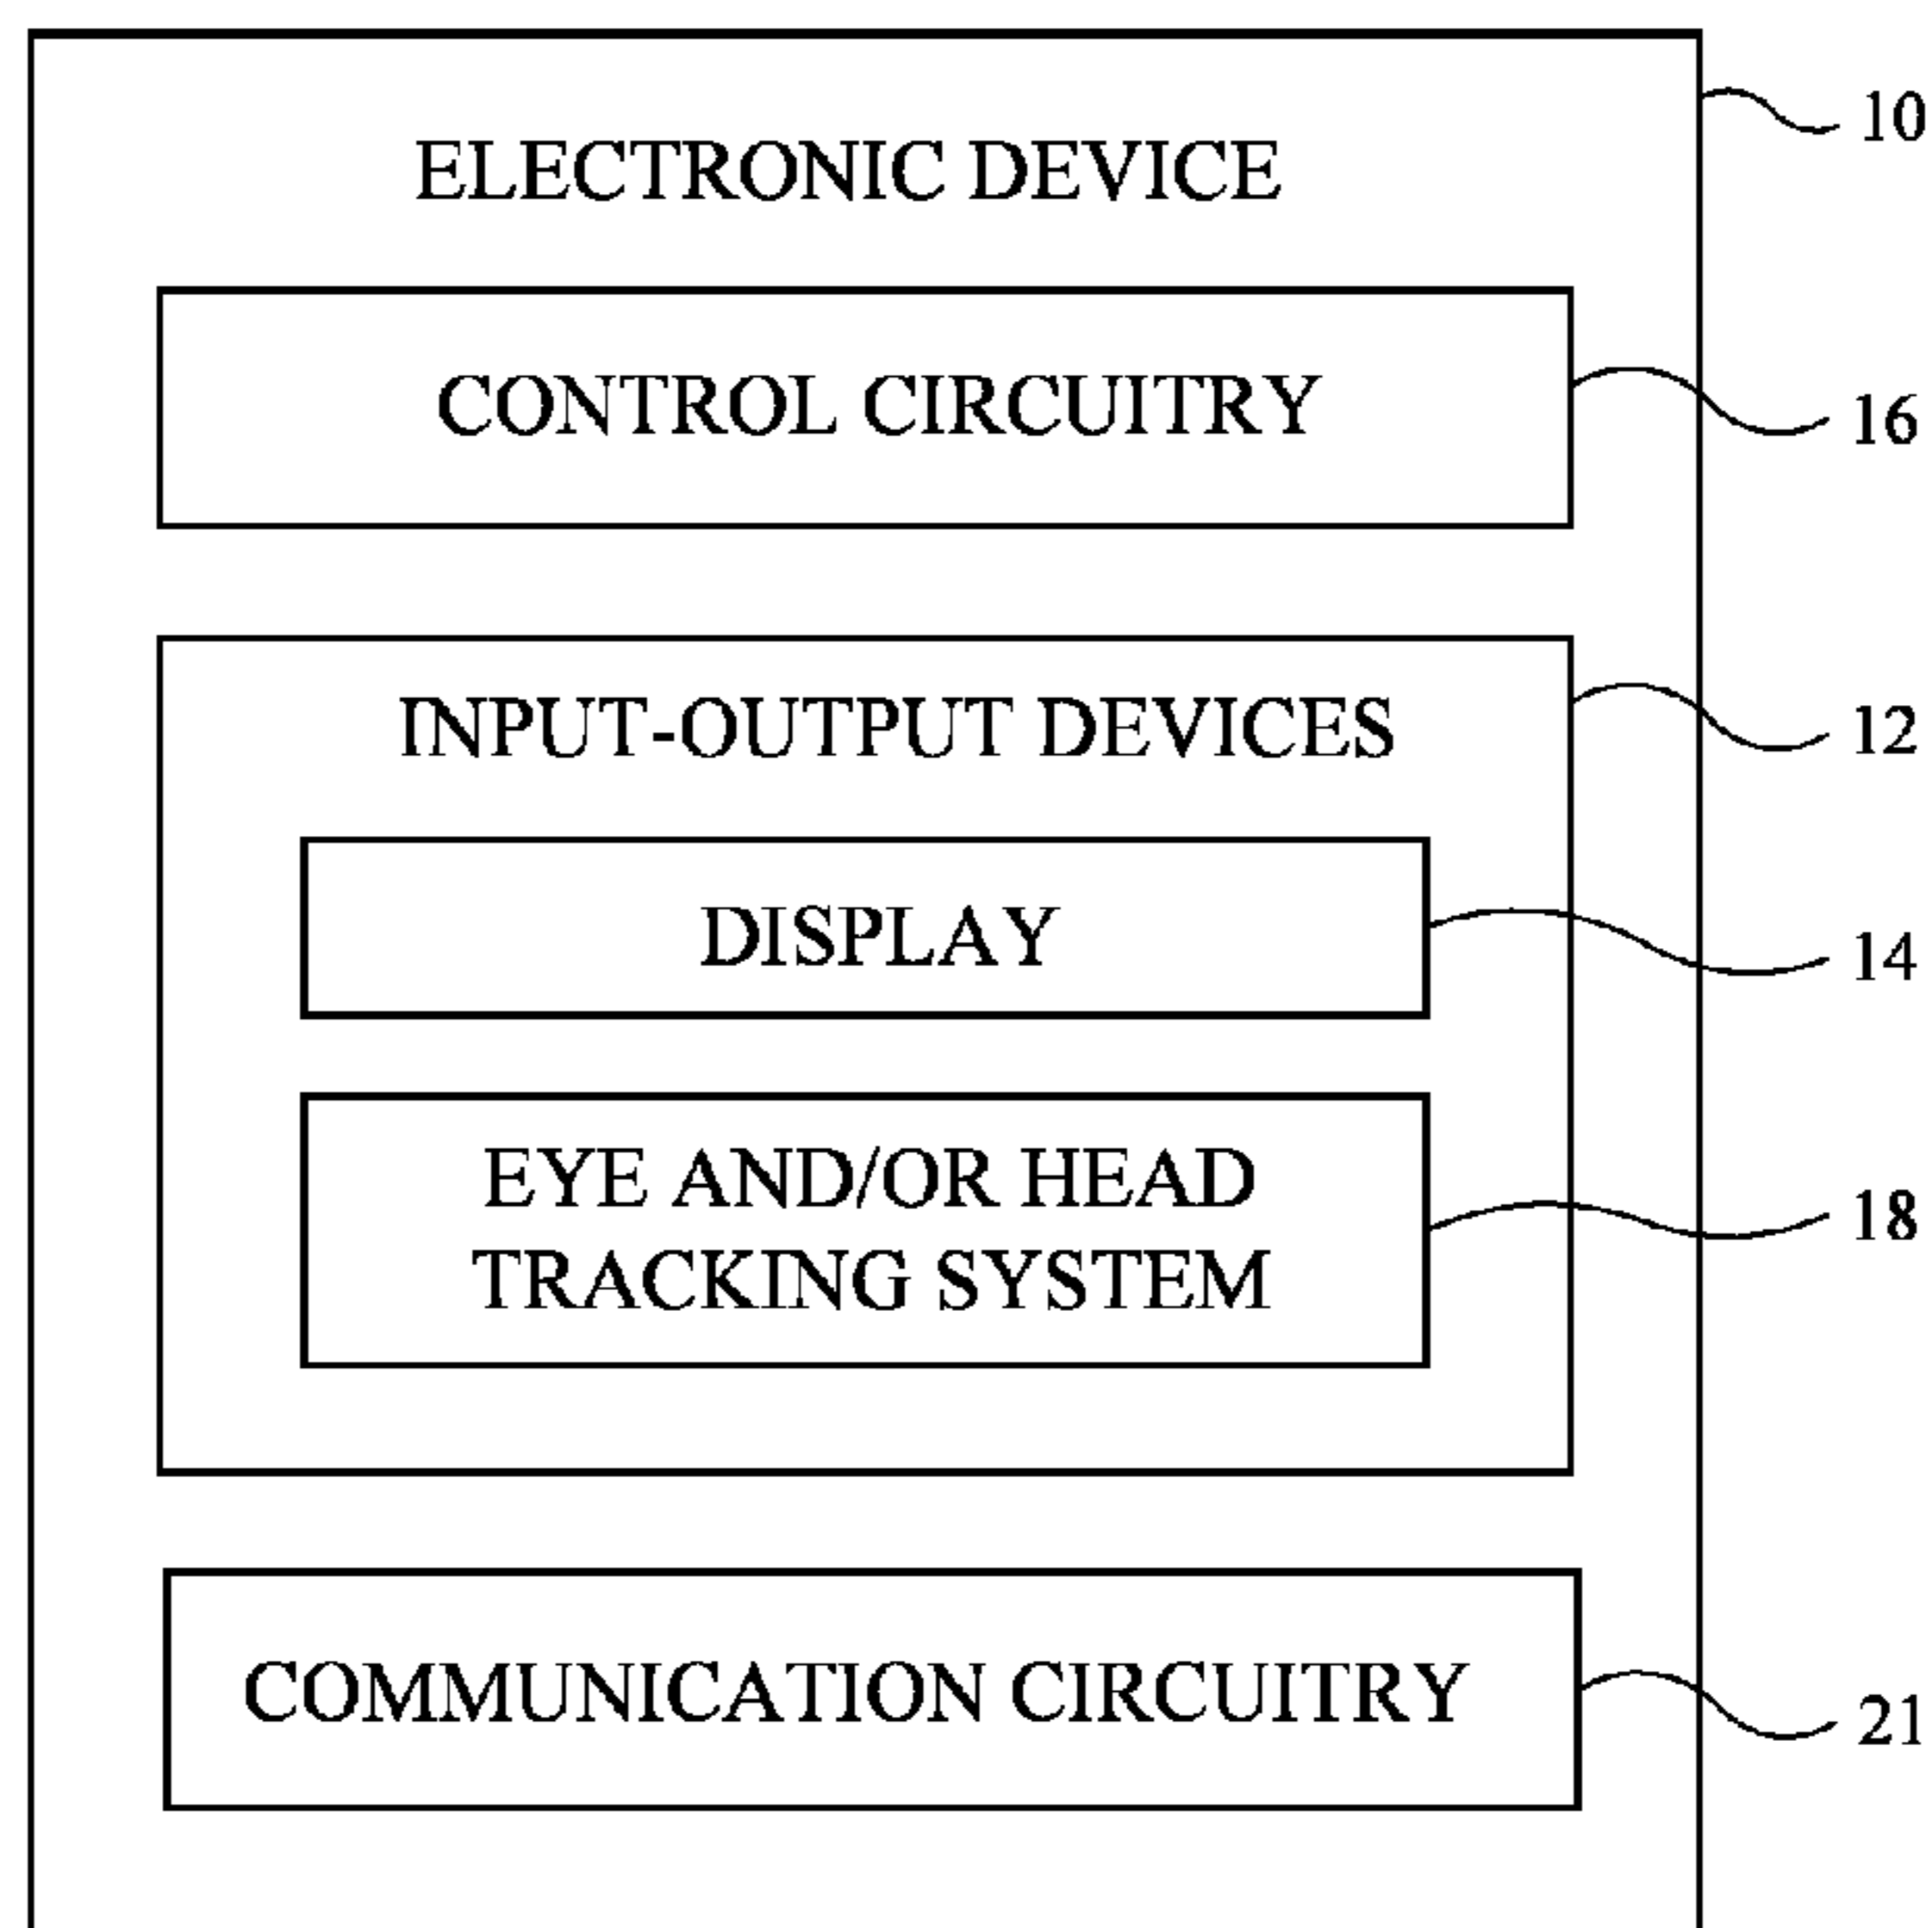 10
ELECTRONIC DEVICE
CONTROL CIRCUITRY
16
INPUT-OUTPUT DEVICES
12
DISPLAY
14
EYE AND/OR HEAD
TRACKING SYSTEM
18
COMMUNICATION CIRCUITRY
21